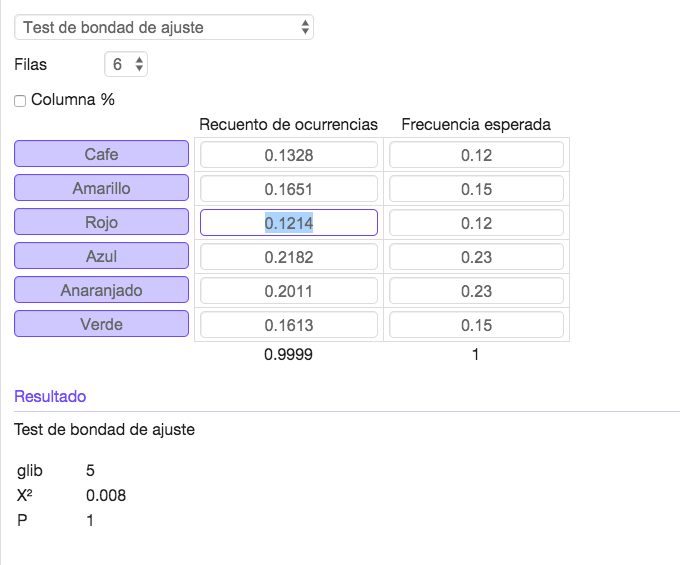 Test de bondad de ajuste
Filas 6
Columna %
Recuento de ocurrencias Frecuencia esperada
Cafe 0.1328 0.12
Amarillo 0.1651 0.15
Rojo 0.1214 0.12
Azul 0.2182 0.23
Anaranjado 0.2011 0.23
Verde 0.1613 0.15
0.9999 1
Resultado
Test de bondad de ajuste
glib 5
X² 0.008
P 1